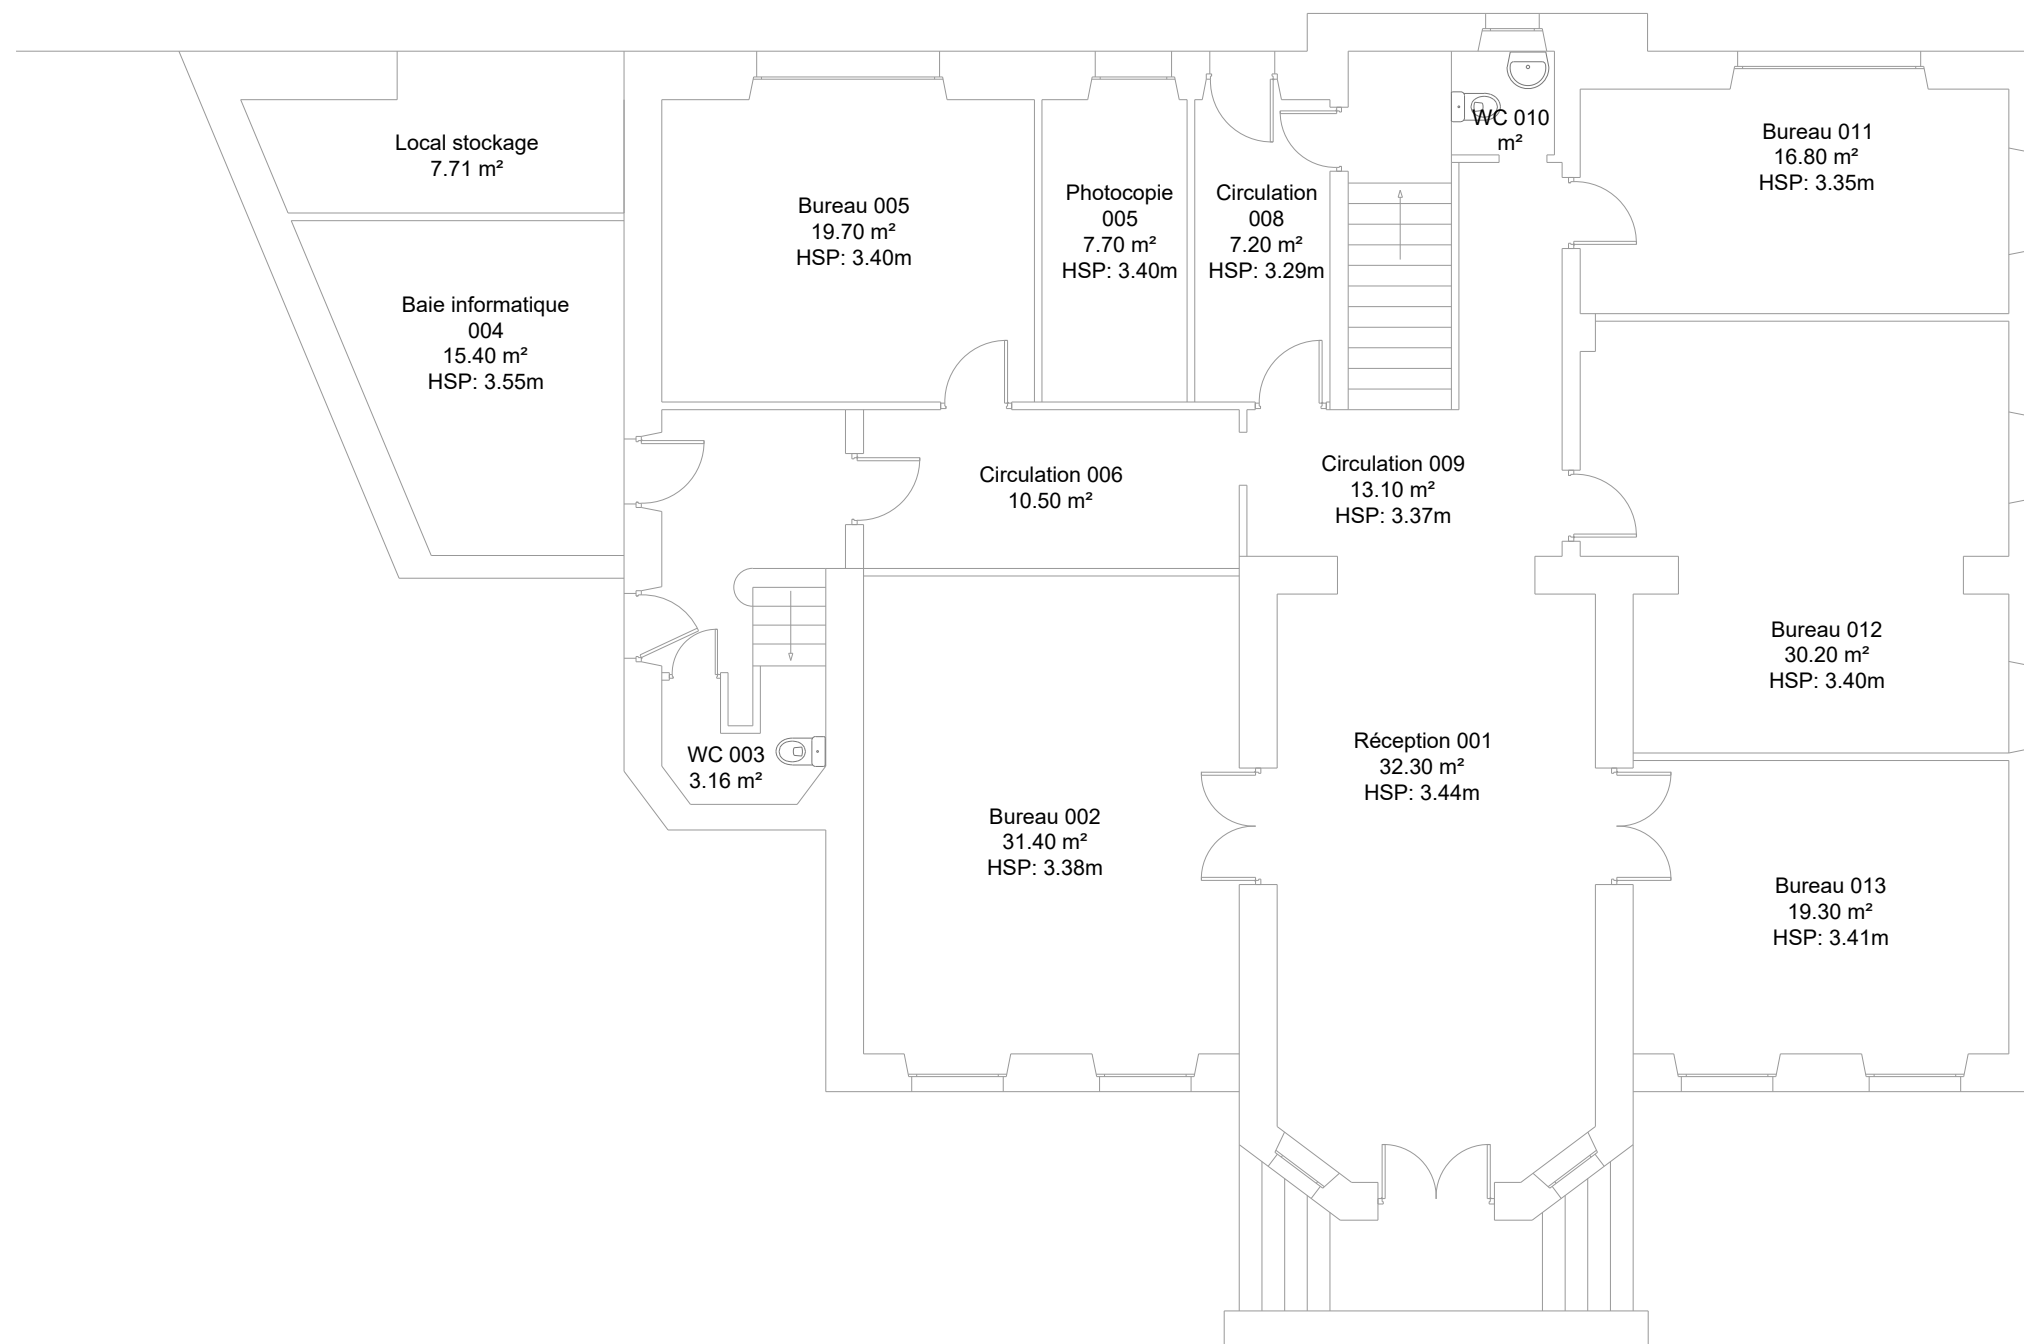 Local stockage
7.71 m²
Bureau 005
19.70 m²
HSP: 3.40m
Photocopie
005
7.70 m²
HSP: 3.40m
Circulation
008
7.20 m²
HSP: 3.29m
WC 010
m²
Bureau 011
16.80 m²
HSP: 3.35m
Baie informatique
004
15.40 m²
HSP: 3.55m
Circulation 006
10.50 m²
Circulation 009
13.10 m²
HSP: 3.37m
Bureau 012
30.20 m²
HSP: 3.40m
WC 003
3.16 m²
Bureau 002
31.40 m²
HSP: 3.38m
Réception 001
32.30 m²
HSP: 3.44m
Bureau 013
19.30 m²
HSP: 3.41m